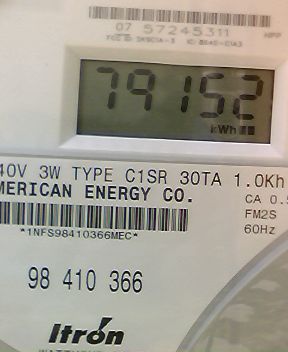 07 57245311
79152
kWh
40V 3W TYPE C1SR 30TA 1.0Kh
MERICAN ENERGY CO.
CA 0.5
FM2S
60Hz
*1NFS98410366MEC*
98 410 366
Itrón